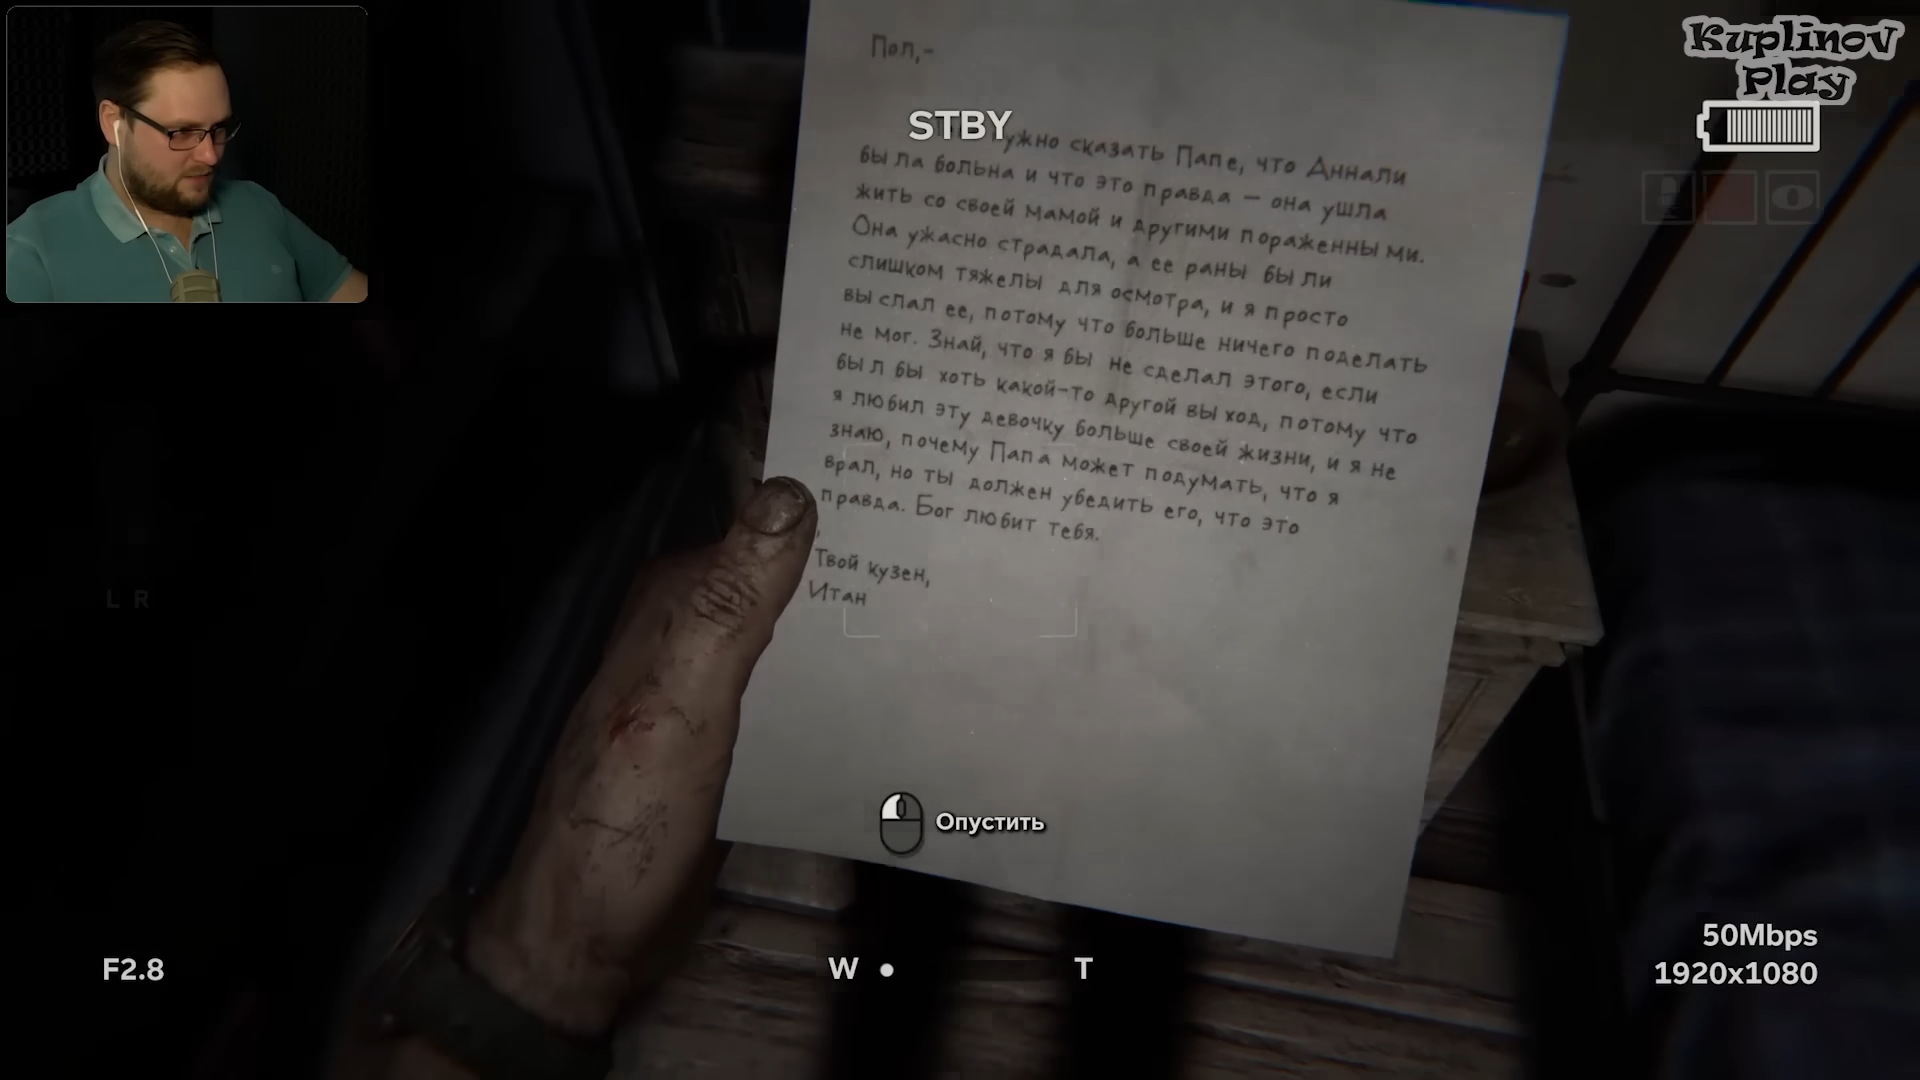 Kuplinov
Play
Пол,-
STBY
ужно сказать Папе, что Аннали
была больна и что это правда — она ушла
жить со своей мамой и другими пораженными.
Она ужасно страдала, а ее раны были
слишком тяжелы для осмотра, и я просто
выслал ее, потому что больше ничего поделать
не мог. Знай, что я бы не сделал этого, если
был бы хоть какой-то другой выход, потому что
я любил эту девочку больше своей жизни, и я не
знаю, почему Папа может подумать, что я
врал, но ты должен убедить его, что это
правда. Бог любит тебя.
Твой кузен,
Итан
L R
Опустить
F2.8
W
T
50Mbps
1920x1080